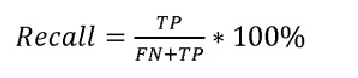 Recall = TP / FN+TP * 100%